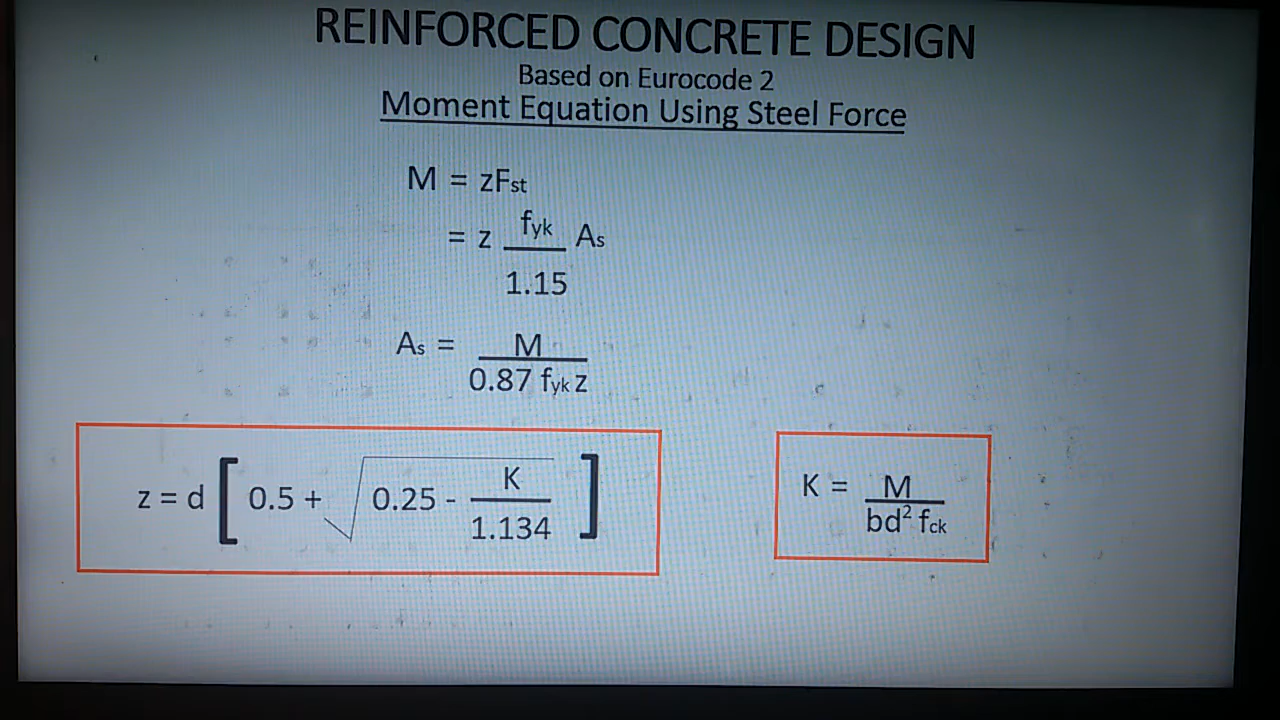 REINFORCED CONCRETE DESIGN
Based on Eurocode 2
Moment Equation Using Steel Force
M = zFst
= z fyk As
1.15
As = M
0.87 fyk z
z = d [ 0.5 + √ 0.25 - K ]
1.134
K = M
bd² fck